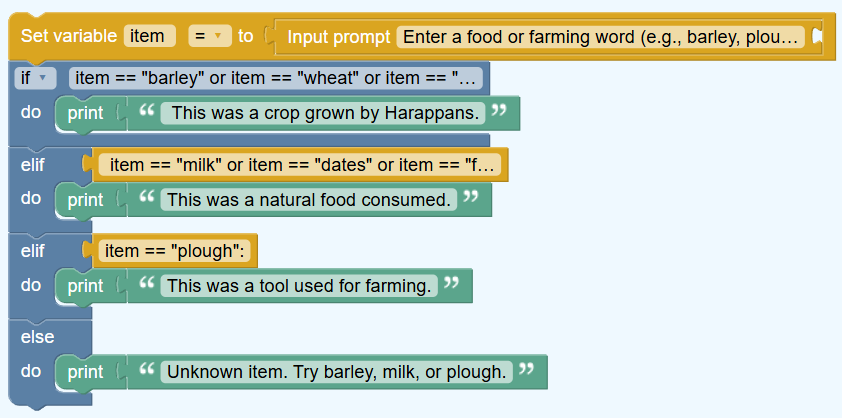 Set variable item = to Input prompt Enter a food or farming word (e.g., barley, plou…
if item == "barley" or item == "wheat" or item == "…
do print “ This was a crop grown by Harappans. ”
elif item == "milk" or item == "dates" or item == "f…
do print “ This was a natural food consumed. ”
elif item == "plough":
do print “ This was a tool used for farming. ”
else
do print “ Unknown item. Try barley, milk, or plough. ”